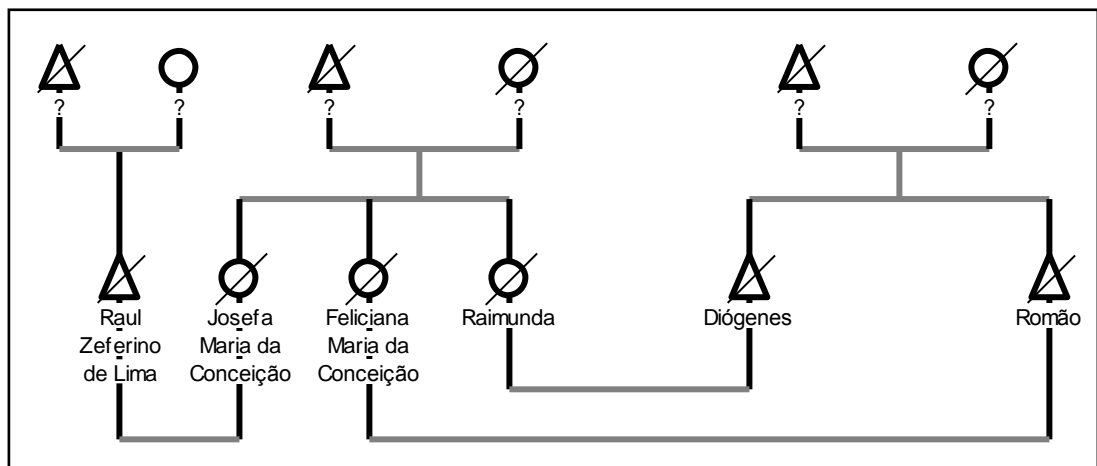 ? ? ? ? ? ?
Raul Josefa Feliciana Raimunda Diógenes Romão
Zeferino Maria da Maria da
de Lima Conceição Conceição